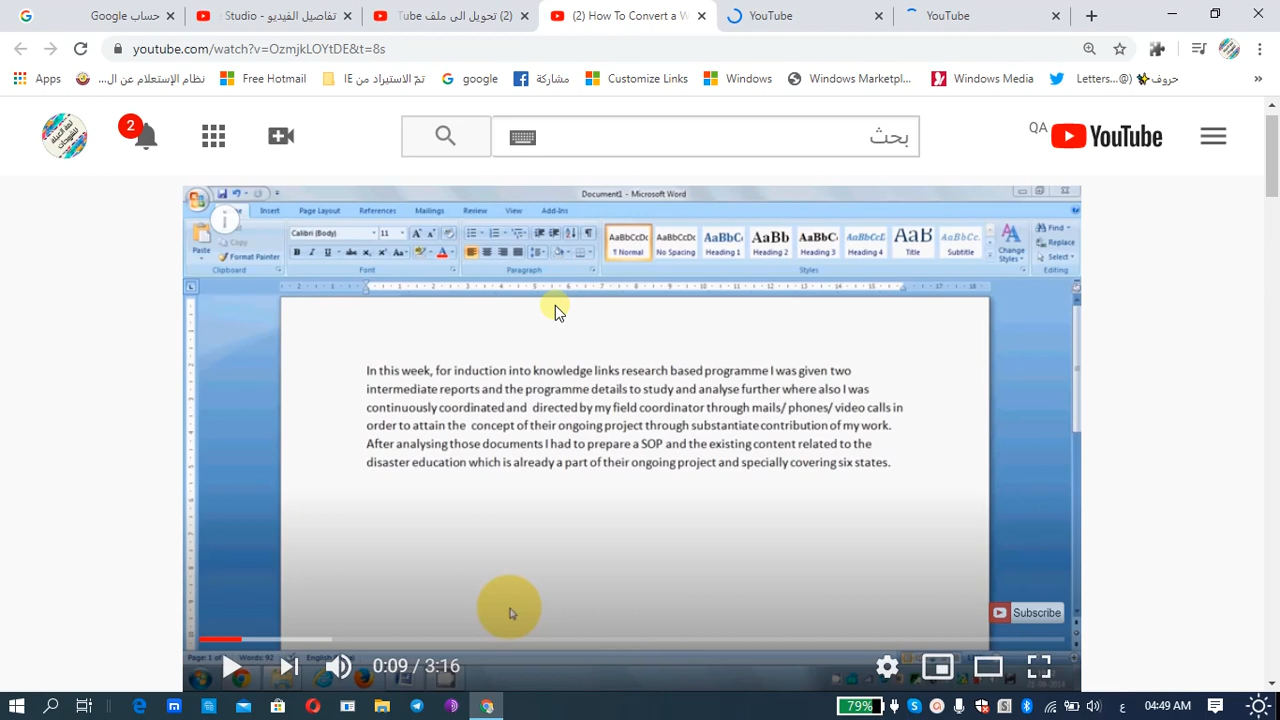 حساب Google
تفاصيل الفيديو - Studio
(2) تحويل الى ملف Tube
(2) How To Convert a W
YouTube
YouTube
youtube.com/watch?v=OzmjkLOYtDE&t=8s
Apps
نظام الإستعلام عن ال...
Free Hotmail
تمّ الاستيراد من IE
google
مشاركة
Customize Links
Windows
Windows Marketpl...
Windows Media
Letters...(@ حروف
»
2
بحث
QA
YouTube
Document1 - Microsoft Word
Insert
Page Layout
References
Mailings
Review
View
Add-Ins
Paste
Copy
Format Painter
Clipboard
Calibri (Body)
11
Font
Paragraph
AaBbCcDc
¶ Normal
AaBbCcDc
No Spacing
AaBbC
Heading 1
AaBb
Heading 2
AaBbC
Heading 3
AaBbCcD
Heading 4
AaB
Title
AaBbCc.
Subtitle
Change
Styles
Styles
Find
Replace
Select
Editing
In this week, for induction into knowledge links research based programme I was given two
intermediate reports and the programme details to study and analyse further where also I was
continuously coordinated and directed by my field coordinator through mails/ phones/ video calls in
order to attain the concept of their ongoing project through substantiate contribution of my work.
After analysing those documents I had to prepare a SOP and the existing content related to the
disaster education which is already a part of their ongoing project and specially covering six states.
Subscribe
Words: 92
0:09 / 3:16
79%
ع
04:49 AM